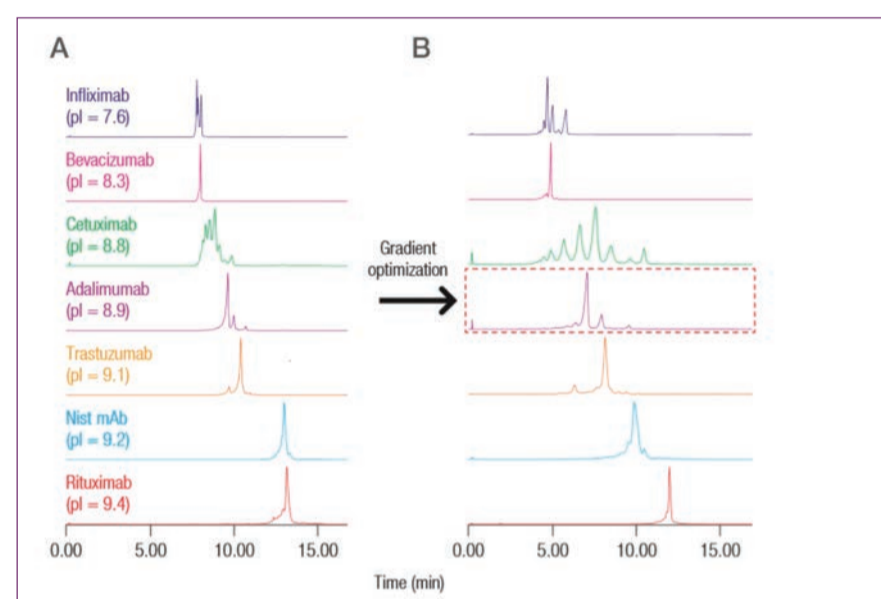 A
B
Infliximab
(pI = 7.6)
Bevacizumab
(pI = 8.3)
Cetuximab
(pI = 8.8)
Adalimumab
(pI = 8.9)
Trastuzumab
(pI = 9.1)
Nist mAb
(pI = 9.2)
Rituximab
(pI = 9.4)
Gradient
optimization
0.00 5.00 10.00 15.00
0.00 5.00 10.00 15.00
Time (min)